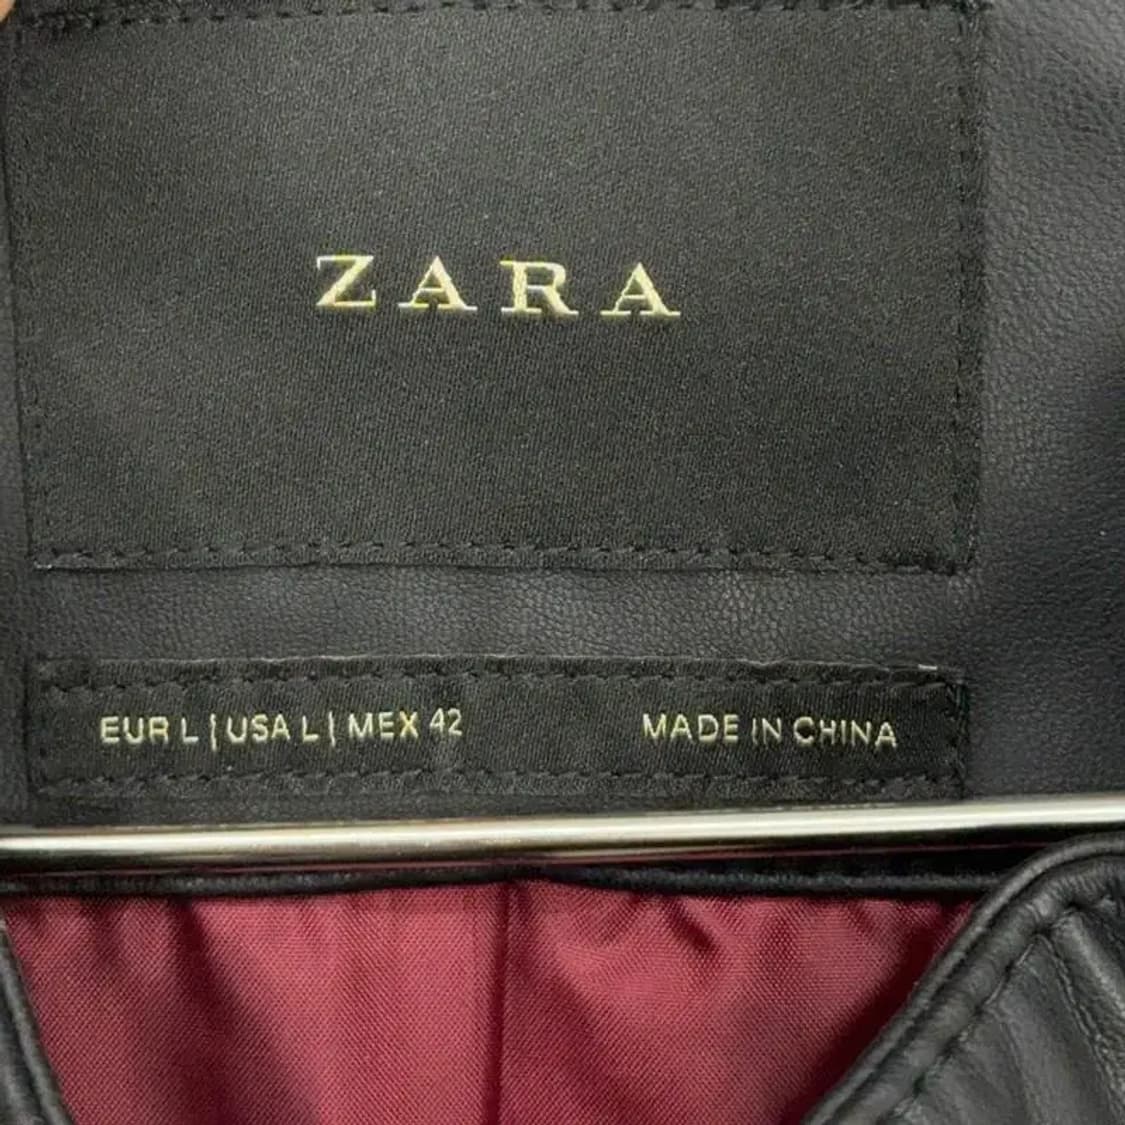 ZARA
EUR L | USA L | MEX 42 MADE IN CHINA